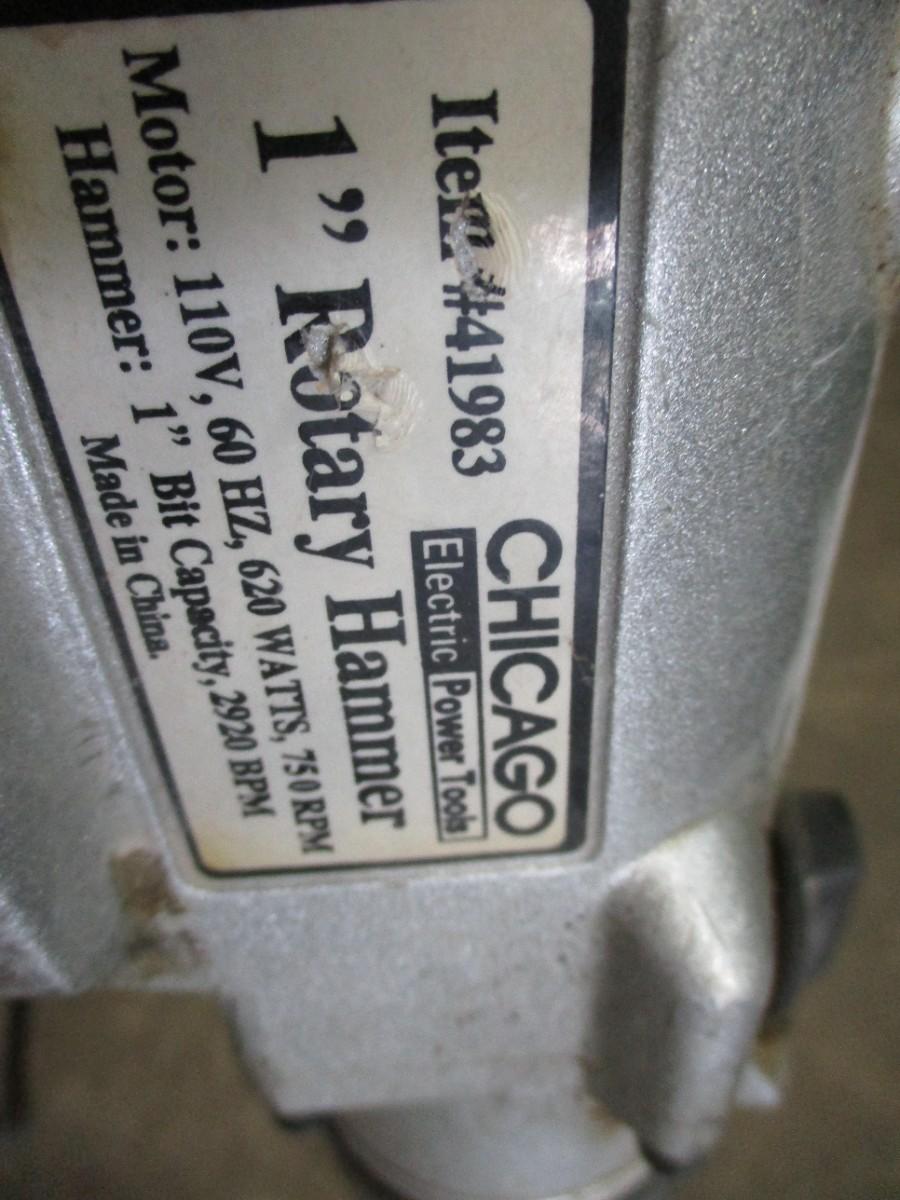 Item #41983
CHICAGO
Electric Power Tools
1” Rotary Hammer
Motor: 110V, 60 HZ, 620 WATTS, 750 RPM
Hammer: 1” Bit Capacity, 2920 BPM
Made in China.